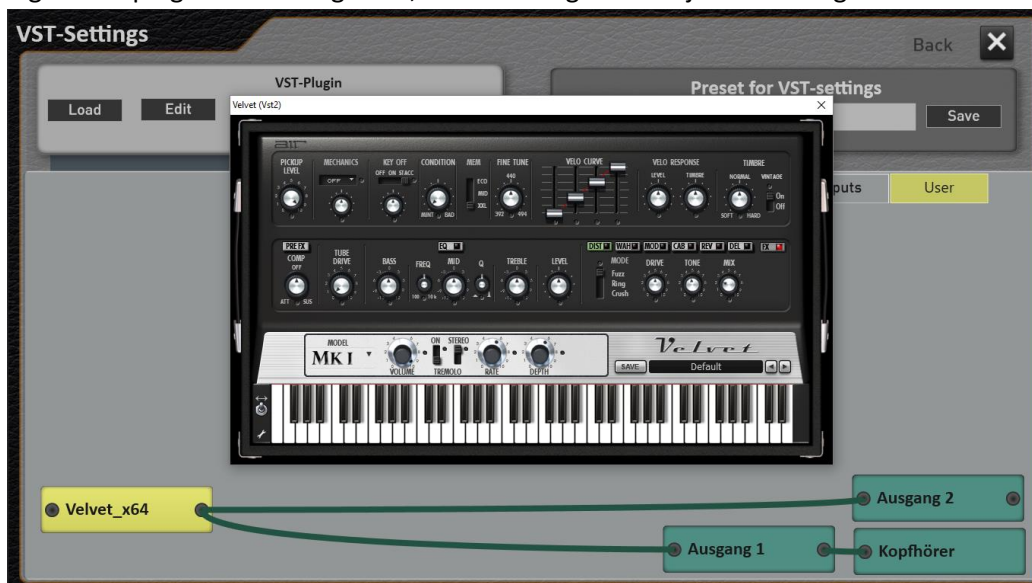 VST-Settings
Back
VST-Plugin
Load
Edit
Preset for VST-settings
Save
Velvet (Vst2)
puts
User
air
PICKUP LEVEL
MECHANICS
OFF
KEY OFF
OFF ON STACC
CONDITION
MINT
BAD
MEM
ECO
MID
XXL
FINE TUNE
440
392
494
VELO CURVE
VELO RESPONSE
LEVEL
TIMBRE
TIMBRE
NORMAL
SOFT
HARD
VINTAGE
On
Off
PRE FX
COMP
OFF
ATT
SUS
TUBE DRIVE
EQ
BASS
FREQ
MID
Q
TREBLE
LEVEL
DIST
WAH
MOD
CAB
REV
DEL
FX
MODE
Fuzz
Ring
Crush
DRIVE
TONE
MIX
MODEL
MK I
VOLUME
ON
STEREO
TREMOLO
RATE
DEPTH
Velvet
SAVE
Default
Velvet_x64
Ausgang 2
Ausgang 1
Kopfhörer